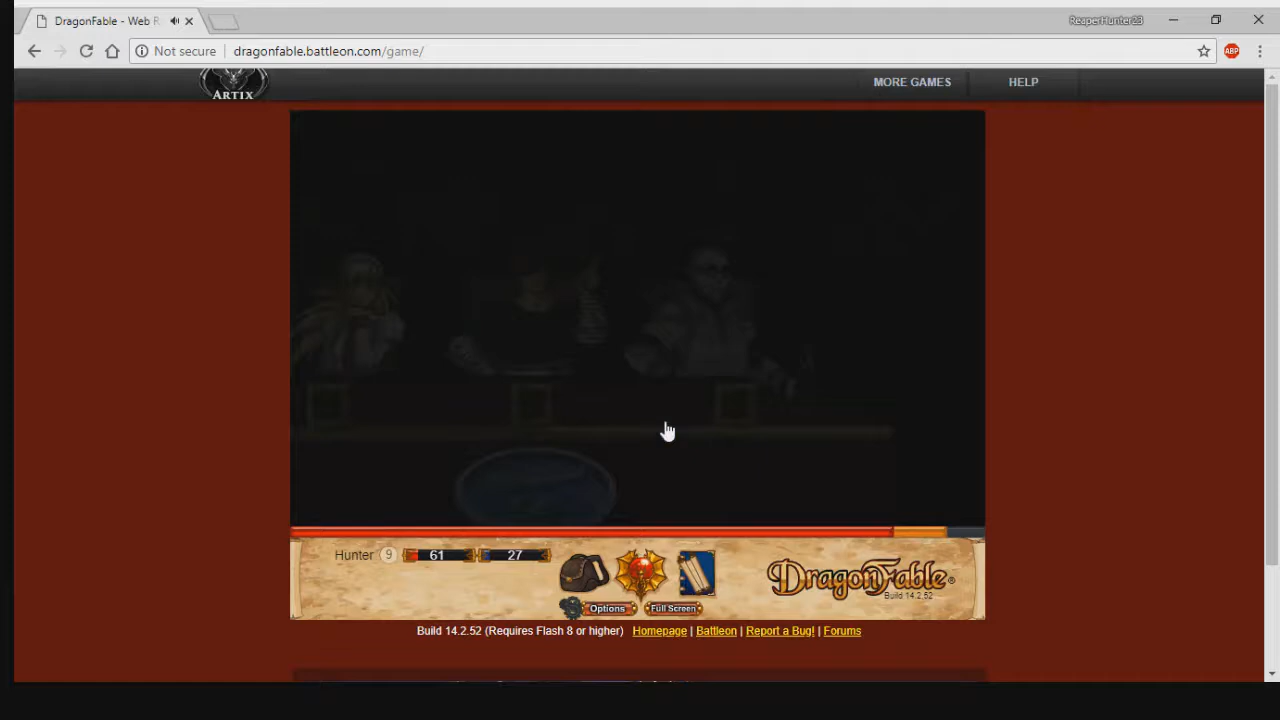 DragonFable - Web R
ReaperHunter23
Not secure
dragonfable.battleon.com/game/
ABP
ARTIX
MORE GAMES
HELP
Hunter 9 61 27
DragonFable®
Build 14.2.52
Options
Full Screen
Build 14.2.52 (Requires Flash 8 or higher) Homepage | Battleon | Report a Bug! | Forums